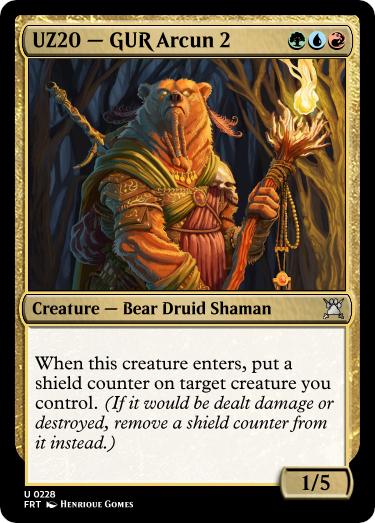 UZ20 — GUR Arcun 2
Creature — Bear Druid Shaman
When this creature enters, put a
shield counter on target creature you
control. (If it would be dealt damage or
destroyed, remove a shield counter from
it instead.)
1/5
U 0228
FRT Henrique Gomes